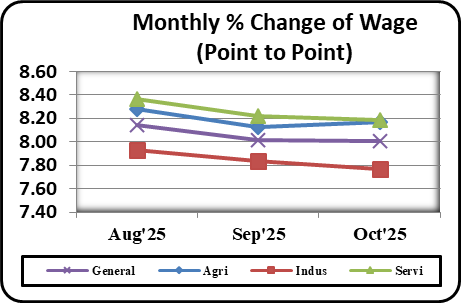 Monthly % Change of Wage
(Point to Point)
8.60
8.40
8.20
8.00
7.80
7.60
7.40
Aug'25 Sep'25 Oct'25
General Agri Indus Servi